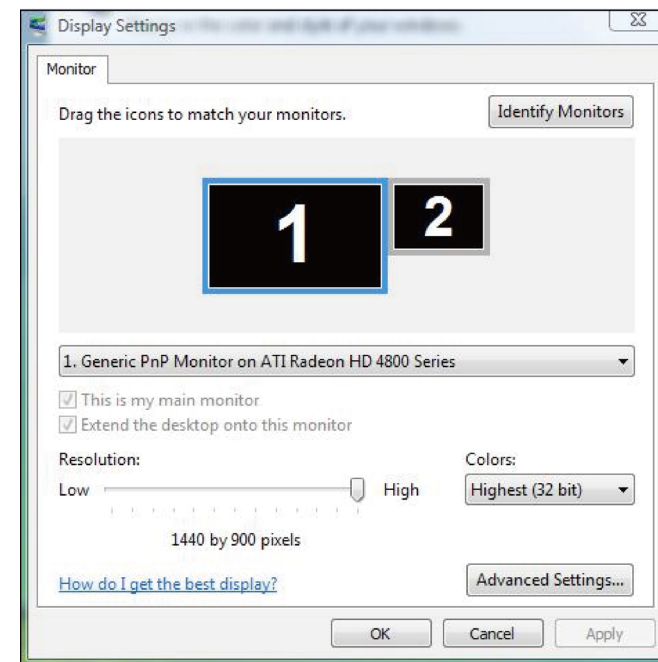 Display Settings
Monitor
Drag the icons to match your monitors.
Identify Monitors
1
2
1. Generic PnP Monitor on ATI Radeon HD 4800 Series
This is my main monitor
Extend the desktop onto this monitor
Resolution:
Colors:
Low
High
Highest (32 bit)
1440 by 900 pixels
How do I get the best display?
Advanced Settings...
OK
Cancel
Apply